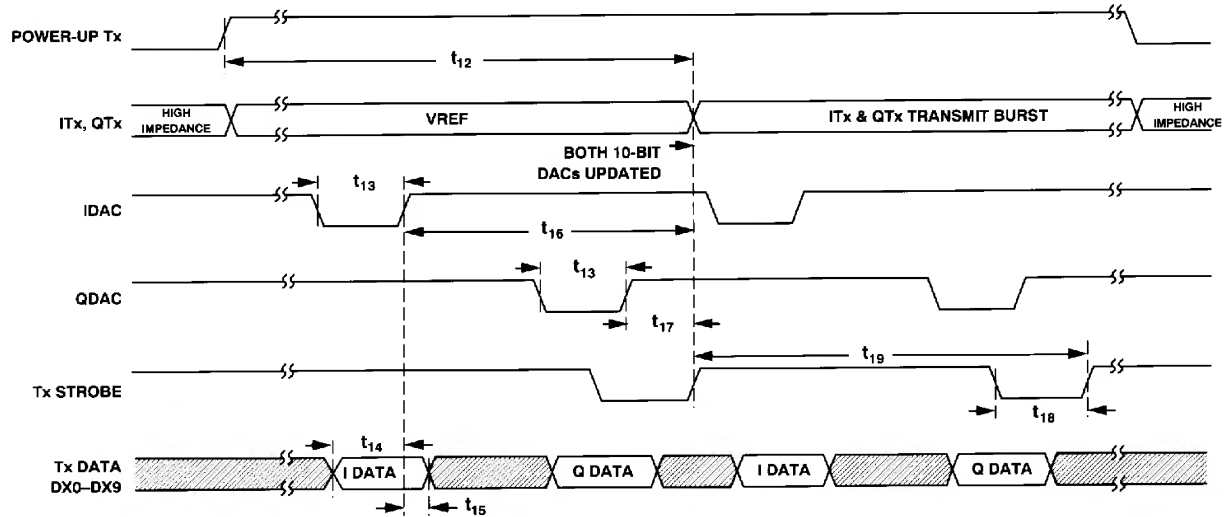 POWER-UP Tx
t12
ITx, QTx
HIGH
IMPEDANCE
VREF
ITx & QTx TRANSMIT BURST
HIGH
IMPEDANCE
BOTH 10-BIT
DACs UPDATED
t13
IDAC
t16
t13
QDAC
t17
t19
Tx STROBE
t18
t14
Tx DATA
DX0–DX9
I DATA
Q DATA
I DATA
Q DATA
t15